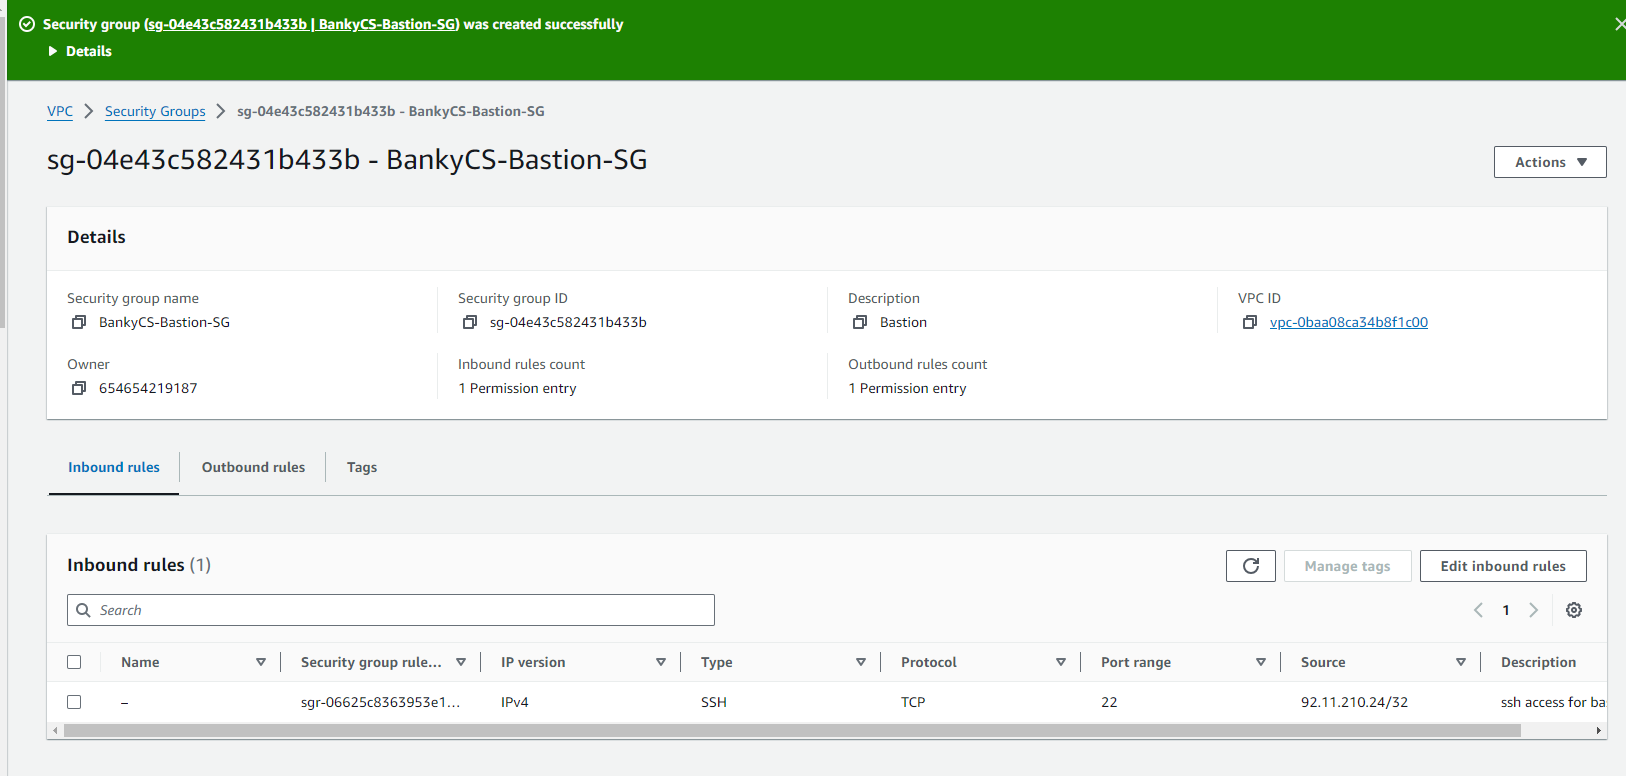 Security group (sg-04e43c582431b433b | BankyCS-Bastion-SG) was created successfully
Details
VPC > Security Groups > sg-04e43c582431b433b - BankyCS-Bastion-SG
sg-04e43c582431b433b - BankyCS-Bastion-SG
Actions
Details
Security group name
BankyCS-Bastion-SG
Security group ID
sg-04e43c582431b433b
Description
Bastion
VPC ID
vpc-0baa08ca34b8f1c00
Owner
654654219187
Inbound rules count
1 Permission entry
Outbound rules count
1 Permission entry
Inbound rules Outbound rules Tags
Inbound rules (1)
Manage tags
Edit inbound rules
Search
1
Name Security group rule... IP version Type Protocol Port range Source Description
– sgr-06625c8363953e1... IPv4 SSH TCP 22 92.11.210.24/32 ssh access for ba